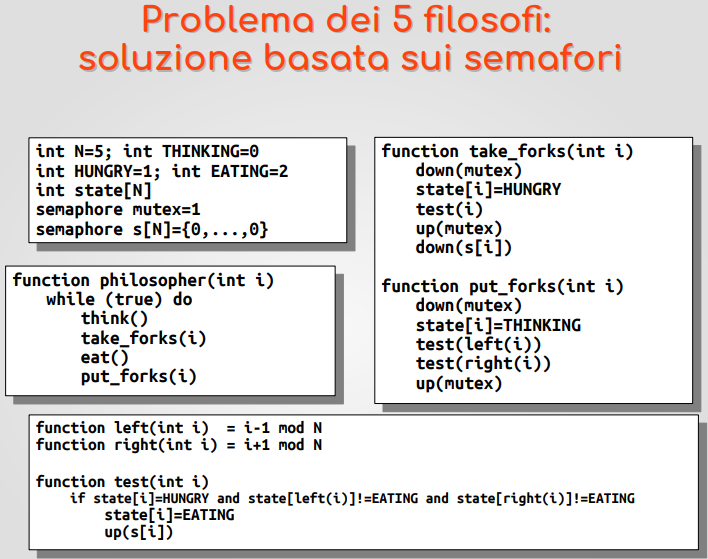 Problema dei 5 filosofi:
soluzione basata sui semafori
int N=5; int THINKING=0
int HUNGRY=1; int EATING=2
int state[N]
semaphore mutex=1
semaphore s[N]={0,...,0}
function philosopher(int i)
    while (true) do
        think()
        take_forks(i)
        eat()
        put_forks(i)
function take_forks(int i)
    down(mutex)
    state[i]=HUNGRY
    test(i)
    up(mutex)
    down(s[i])
function put_forks(int i)
    down(mutex)
    state[i]=THINKING
    test(left(i))
    test(right(i))
    up(mutex)
function left(int i)  = i-1 mod N
function right(int i) = i+1 mod N
function test(int i)
    if state[i]=HUNGRY and state[left(i)]!=EATING and state[right(i)]!=EATING
        state[i]=EATING
        up(s[i])